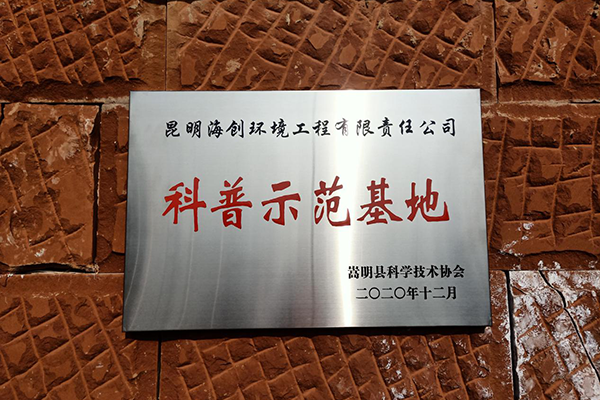 昆明海创环境工程有限责任公司
科普示范基地
嵩明县科学技术协会
二〇二〇年十二月